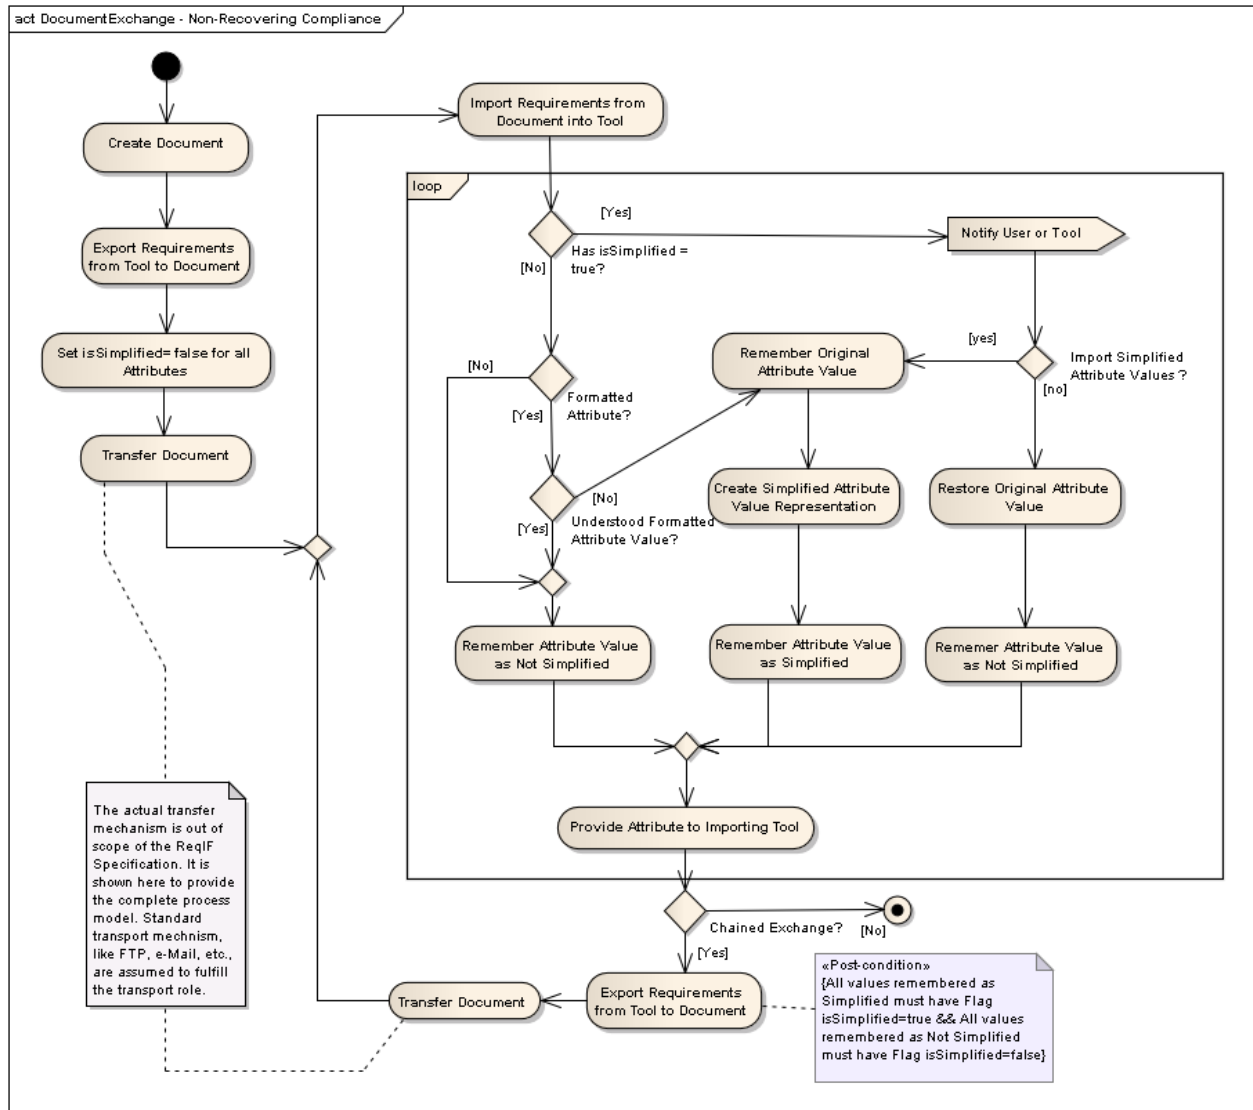 act DocumentExchange - Non-Recovering Compliance
Create Document
Export Requirements
from Tool to Document
Set isSimplified= false for all
Attributes
Transfer Document
The actual transfer
mechanism is out of
scope of the ReqIF
Specification. It is
shown here to provide
the complete process
model. Standard
transport mechnism,
like FTP, e-Mail, etc.,
are assumed to fulfill
the transport role.
Import Requirements from
Document into Tool
loop
[Yes]
Has isSimplified =
true?
[No]
Notify User or Tool
[yes]
Import Simplified
Attribute Values ?
[no]
Remember Original
Attribute Value
[No]
Formatted
Attribute?
[Yes]
[No]
Understood Formatted
Attribute Value?
[Yes]
Create Simplified Attribute
Value Representation
Restore Original Attribute
Value
Remember Attribute Value
as Not Simplified
Remember Attribute Value
as Simplified
Rememer Attribute Value
as Not Simplified
Provide Attribute to Importing Tool
Chained Exchange?
[No]
[Yes]
Export Requirements
from Tool to Document
Transfer Document
«Post-condition»
{All values remembered as
Simplified must have Flag
isSimplified=true && All values
remembered as Not Simplified
must have Flag isSimplified=false}